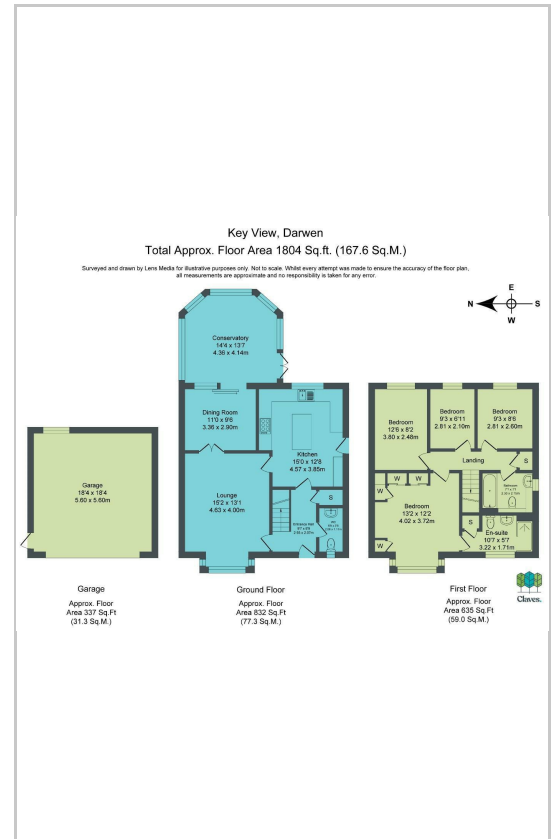 Key View, Darwen
Total Approx. Floor Area 1804 Sq.ft. (167.6 Sq.M.)
Surveyed and drawn by Lens Media for illustrative purposes only. Not to scale. Whilst every attempt was made to ensure the accuracy of the floor plan,
all measurements are approximate and no responsibility is taken for any error.
E
N
S
W
Conservatory
14'4 x 13'7
4.38 x 4.14m
Dining Room
11'0 x 9'6
3.38 x 2.90m
Kitchen
15'0 x 12'8
4.57 x 3.85m
Lounge
15'2 x 13'1
4.63 x 4.00m
S
Entrance Hall
WC
Garage
18'4 x 18'4
5.60 x 5.60m
Bedroom
12'6 x 8'2
3.80 x 2.48m
Bedroom
9'3 x 6'11
2.81 x 2.10m
Bedroom
9'3 x 8'6
2.81 x 2.60m
Landing
S
Bathroom
W
W
W
W
Bedroom
13'2 x 12'2
4.02 x 3.72m
S
En-suite
10'7 x 5'7
3.22 x 1.71m
Garage
Approx. Floor
Area 337 Sq.Ft
(31.3 Sq.M.)
Ground Floor
Approx. Floor
Area 832 Sq.Ft
(77.3 Sq.M.)
First Floor
Approx. Floor
Area 635 Sq.Ft
(59.0 Sq.M.)
Claves.